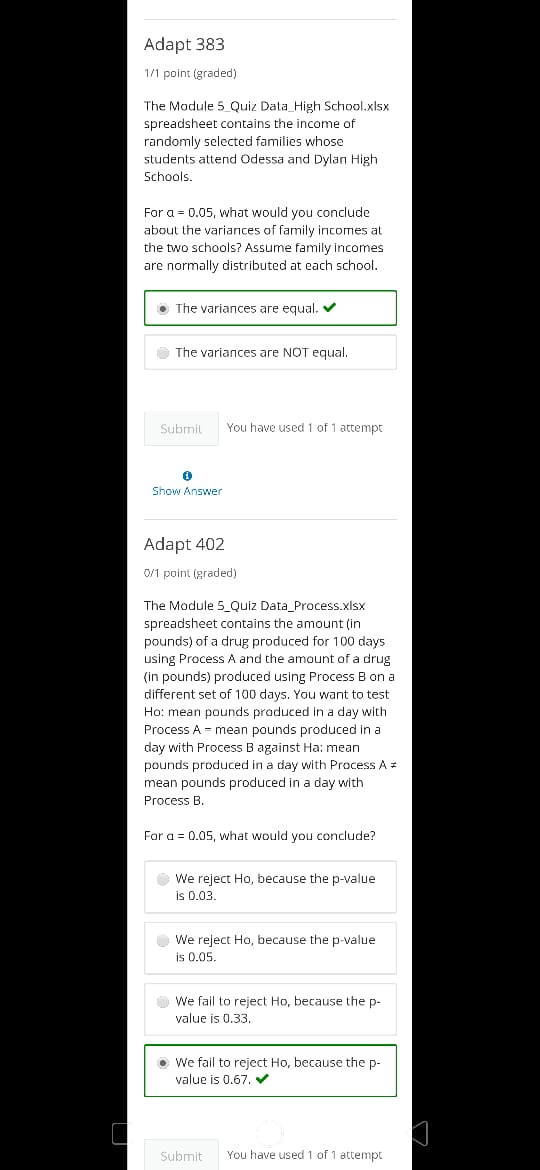 Adapt 383
1/1 point (graded)
The Module 5_Quiz Data_High School.xlsx
spreadsheet contains the income of
randomly selected families whose
students attend Odessa and Dylan High
Schools.
For α = 0.05, what would you conclude
about the variances of family incomes at
the two schools? Assume family incomes
are normally distributed at each school.
The variances are equal. ✔
The variances are NOT equal.
Submit You have used 1 of 1 attempt
Show Answer
Adapt 402
0/1 point (graded)
The Module 5_Quiz Data_Process.xlsx
spreadsheet contains the amount (in
pounds) of a drug produced for 100 days
using Process A and the amount of a drug
(in pounds) produced using Process B on a
different set of 100 days. You want to test
Ho: mean pounds produced in a day with
Process A = mean pounds produced in a
day with Process B against Ha: mean
pounds produced in a day with Process A ≠
mean pounds produced in a day with
Process B.
For α = 0.05, what would you conclude?
We reject Ho, because the p-value
is 0.03.
We reject Ho, because the p-value
is 0.05.
We fail to reject Ho, because the p-
value is 0.33.
We fail to reject Ho, because the p-
value is 0.67. ✔
Submit You have used 1 of 1 attempt